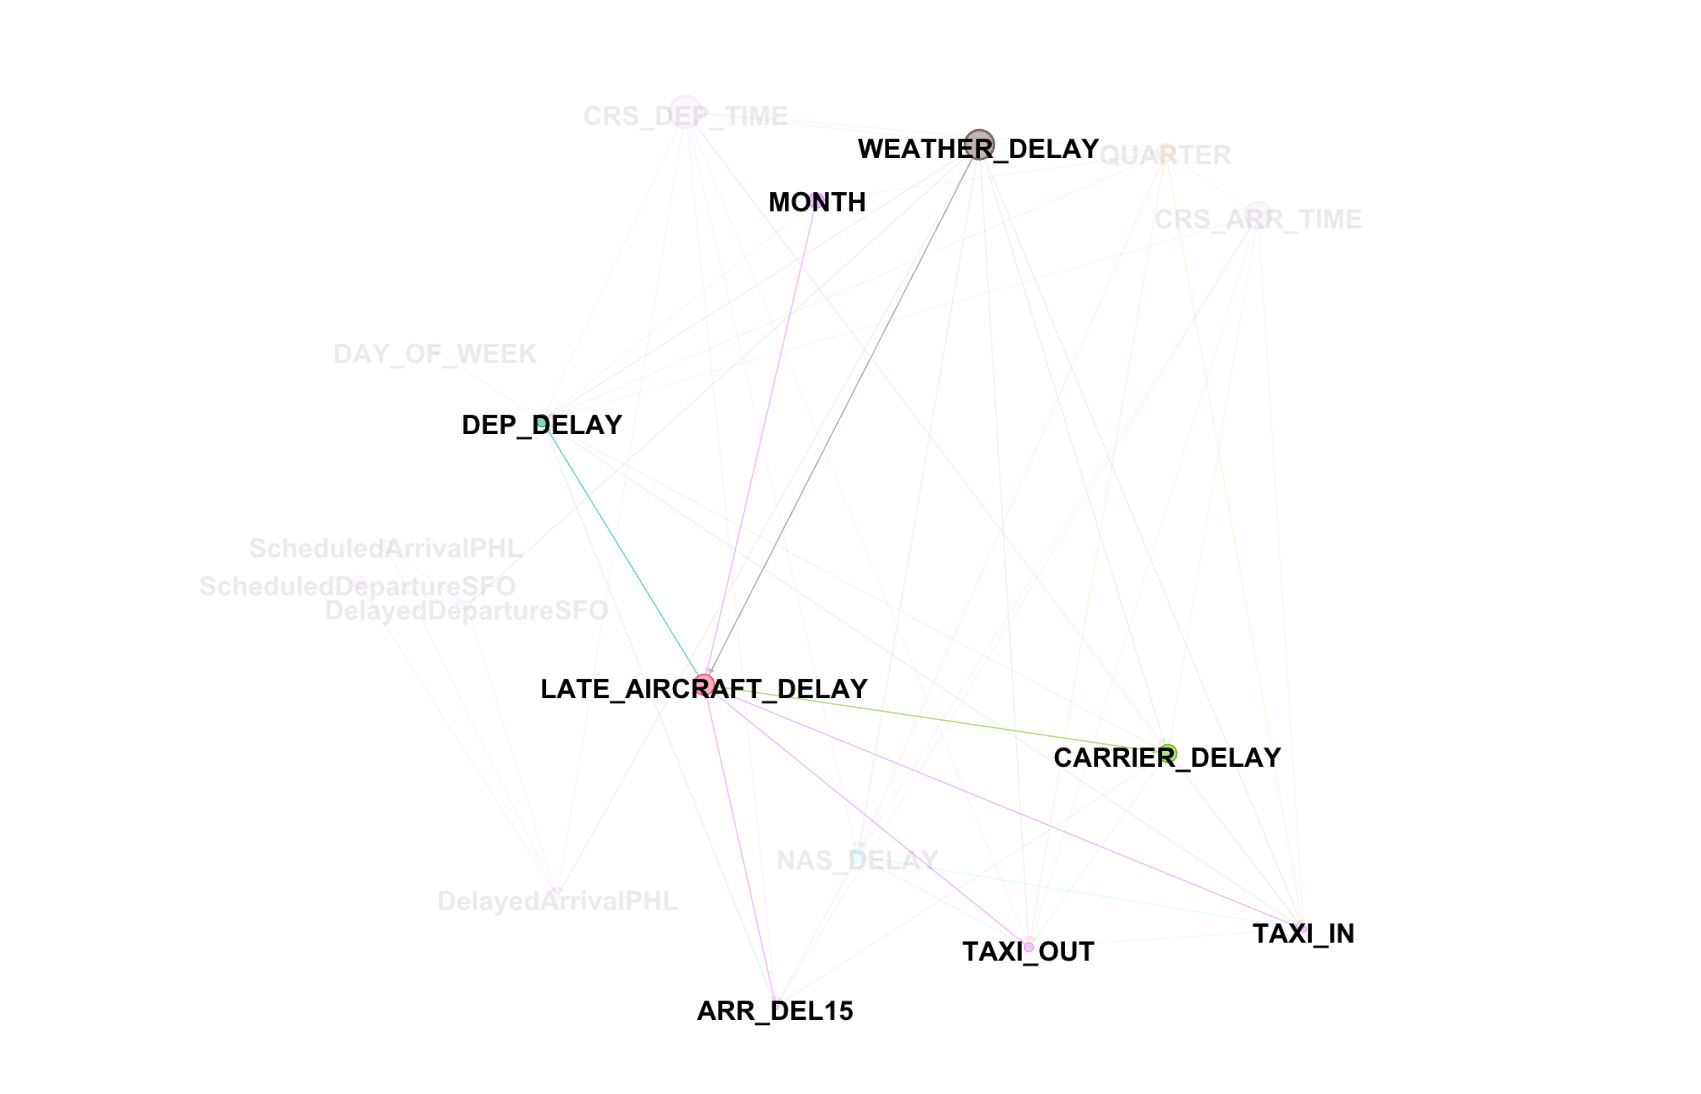 CRS_DEP_TIME
WEATHER_DELAY
QUARTER
MONTH
CRS_ARR_TIME
DAY_OF_WEEK
DEP_DELAY
ScheduledArrivalPHL
ScheduledDepartureSFO
DelayedDepartureSFO
LATE_AIRCRAFT_DELAY
CARRIER_DELAY
NAS_DELAY
DelayedArrivalPHL
TAXI_IN
TAXI_OUT
ARR_DEL15